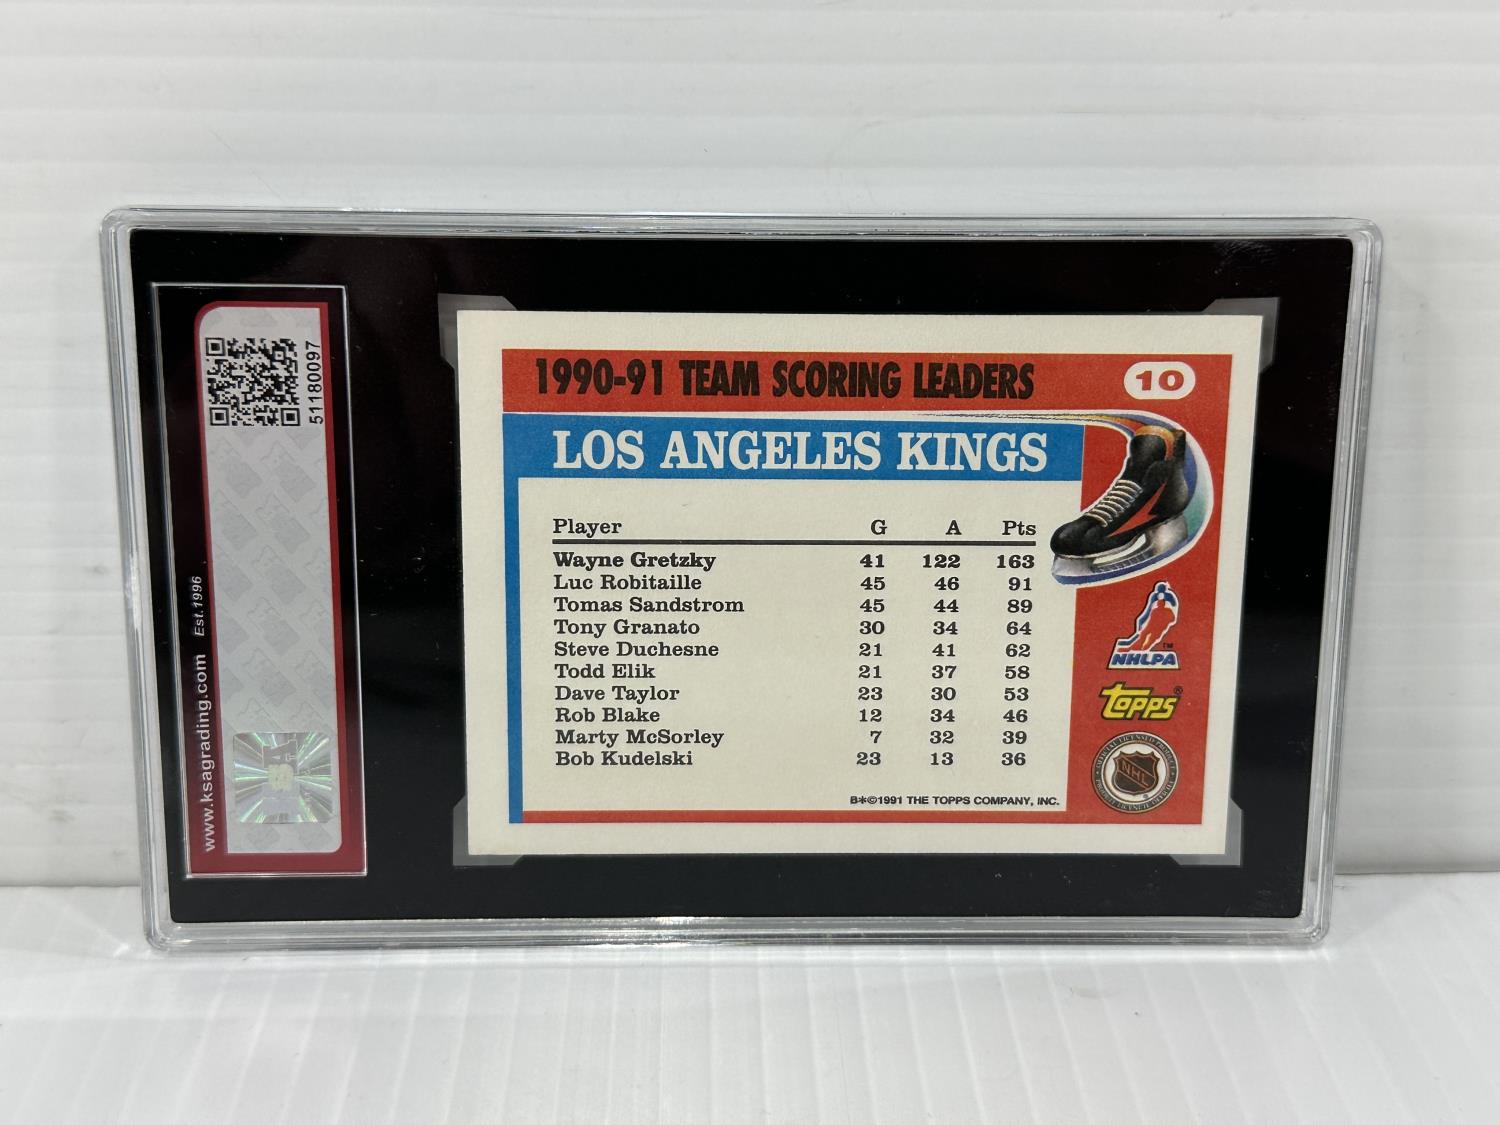 51180097
www.ksagrading.com Est.1996
1990-91 TEAM SCORING LEADERS
10
LOS ANGELES KINGS
Player G A Pts
Wayne Gretzky 41 122 163
Luc Robitaille 45 46 91
Tomas Sandstrom 45 44 89
Tony Granato 30 34 64
Steve Duchesne 21 41 62
Todd Elik 21 37 58
Dave Taylor 23 30 53
Rob Blake 12 34 46
Marty McSorley 7 32 39
Bob Kudelski 23 13 36
B*©1991 THE TOPPS COMPANY, INC.
NHLPA™
Topps®
NHL